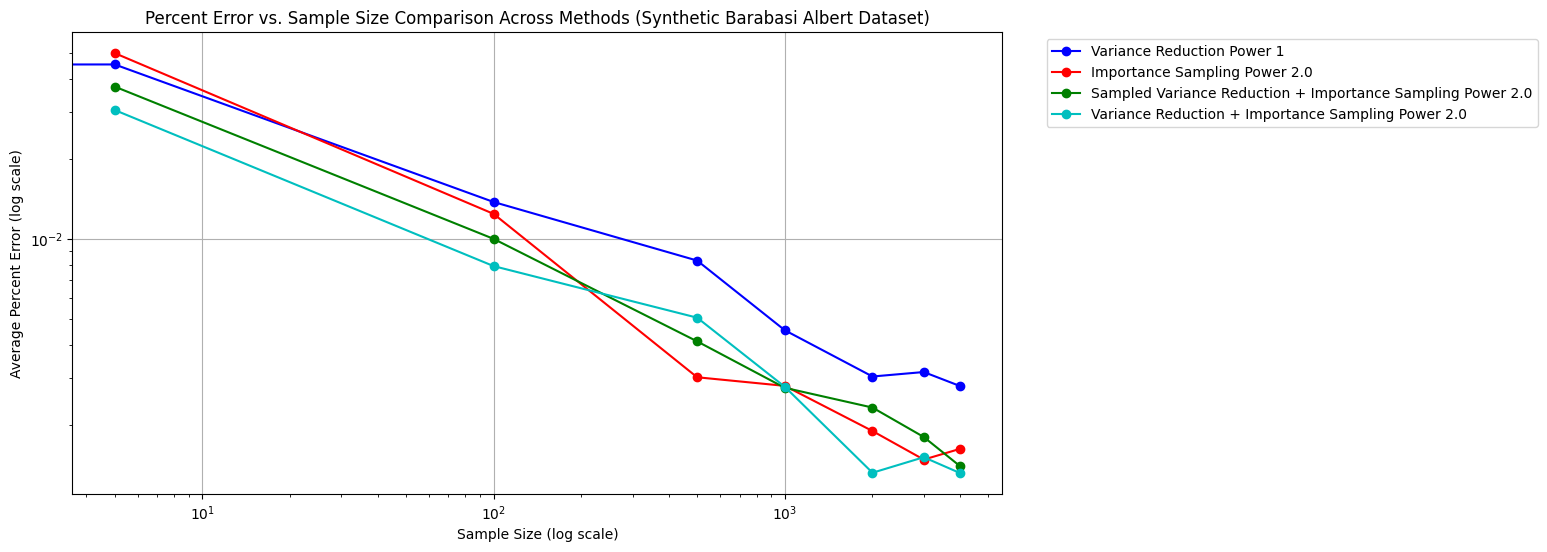 Percent Error vs. Sample Size Comparison Across Methods (Synthetic Barabasi Albert Dataset)
Variance Reduction Power 1
Importance Sampling Power 2.0
Sampled Variance Reduction + Importance Sampling Power 2.0
Variance Reduction + Importance Sampling Power 2.0
Average Percent Error (log scale)
10⁻²
10¹ 10² 10³
Sample Size (log scale)